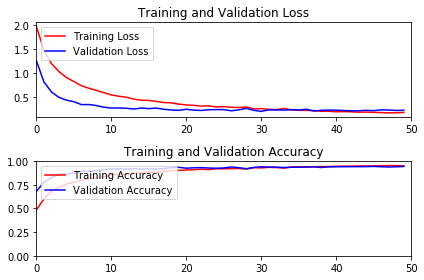 Training and Validation Loss
2.0
1.5
1.0
0.5
Training Loss
Validation Loss
0 10 20 30 40 50
Training and Validation Accuracy
1.00
0.75
0.50
0.25
0.00
Training Accuracy
Validation Accuracy
0 10 20 30 40 50